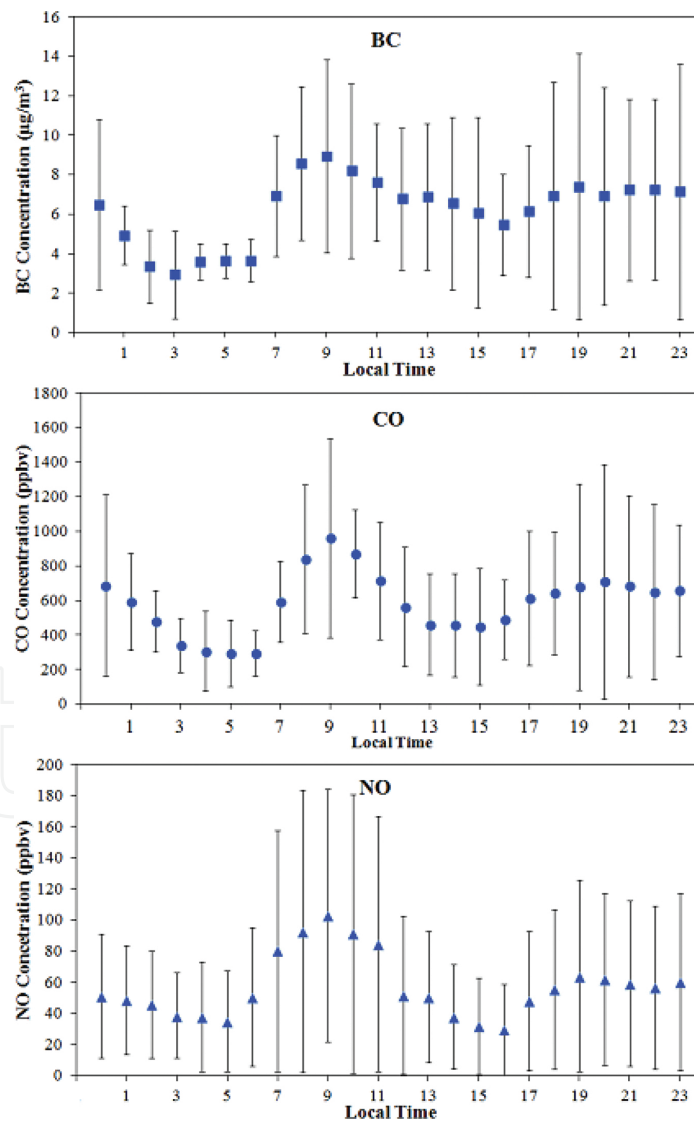 BC
BC Concentration (µg/m³)
16
14
12
10
8
6
4
2
0
1 3 5 7 9 11 13 15 17 19 21 23
Local Time
CO
CO Concentration (ppbv)
1800
1600
1400
1200
1000
800
600
400
200
0
1 3 5 7 9 11 13 15 17 19 21 23
Local Time
NO
NO Concetration (ppbv)
200
180
160
140
120
100
80
60
40
20
0
1 3 5 7 9 11 13 15 17 19 21 23
Local Time